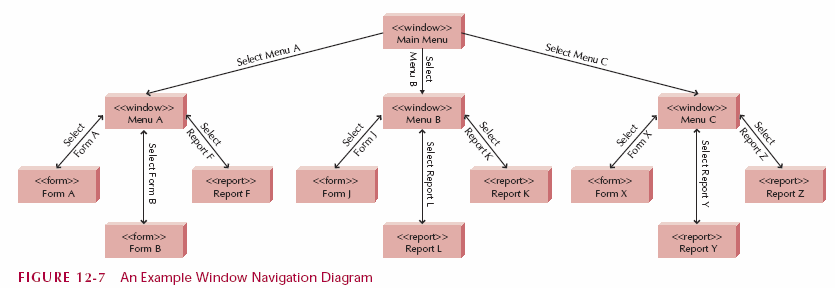 <<window>>
Main Menu
Select Menu A
Select
Menu B
Select Menu C
<<window>>
Menu A
<<window>>
Menu B
<<window>>
Menu C
Select
Form A
Select Form B
Select
Report F
Select
Form J
Select Report L
Select
Report K
Select
Form X
Select Report Y
Select
Report Z
<<form>>
Form A
<<report>>
Report F
<<form>>
Form J
<<report>>
Report K
<<form>>
Form X
<<report>>
Report Z
<<form>>
Form B
<<report>>
Report L
<<report>>
Report Y
FIGURE 12-7 An Example Window Navigation Diagram